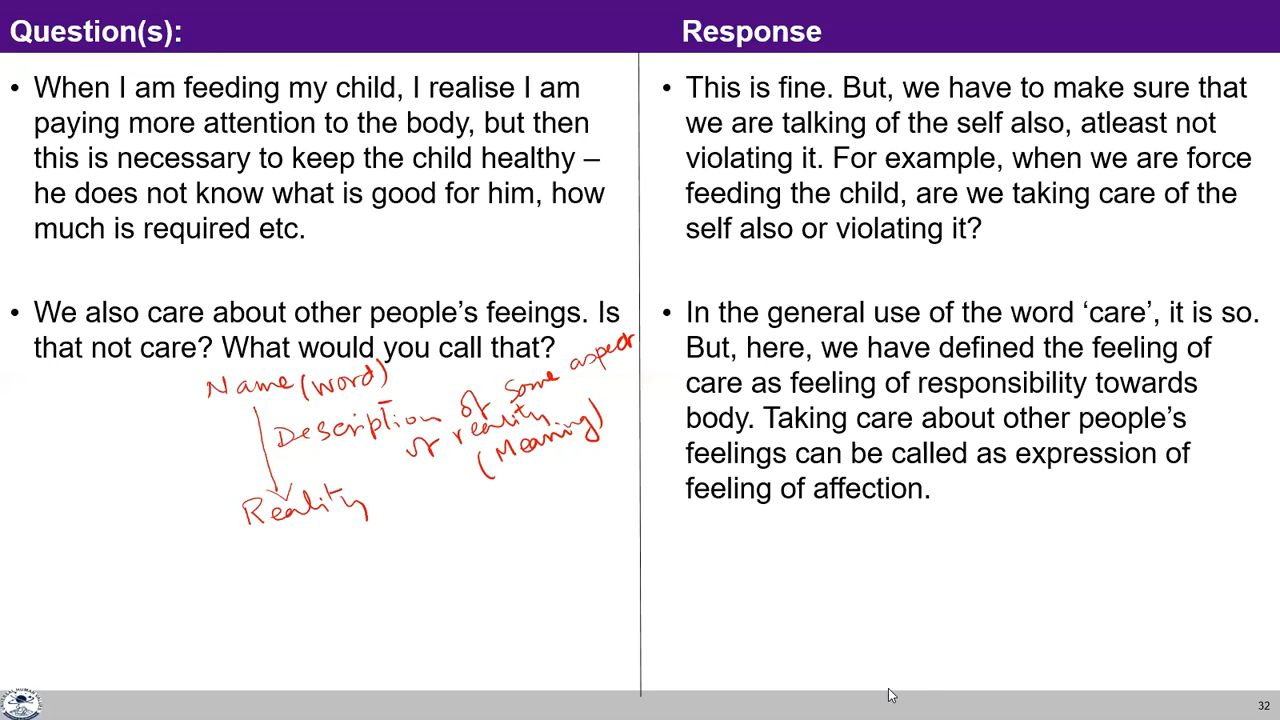 Question(s):
Response
• When I am feeding my child, I realise I am
paying more attention to the body, but then
this is necessary to keep the child healthy –
he does not know what is good for him, how
much is required etc.
• We also care about other people’s feeings. Is
that not care? What would you call that?
Name (word)
Description of some aspect
of reality
(Meaning)
Reality
• This is fine. But, we have to make sure that
we are talking of the self also, atleast not
violating it. For example, when we are force
feeding the child, are we taking care of the
self also or violating it?
• In the general use of the word ‘care’, it is so.
But, here, we have defined the feeling of
care as feeling of responsibility towards
body. Taking care about other people’s
feelings can be called as expression of
feeling of affection.
32